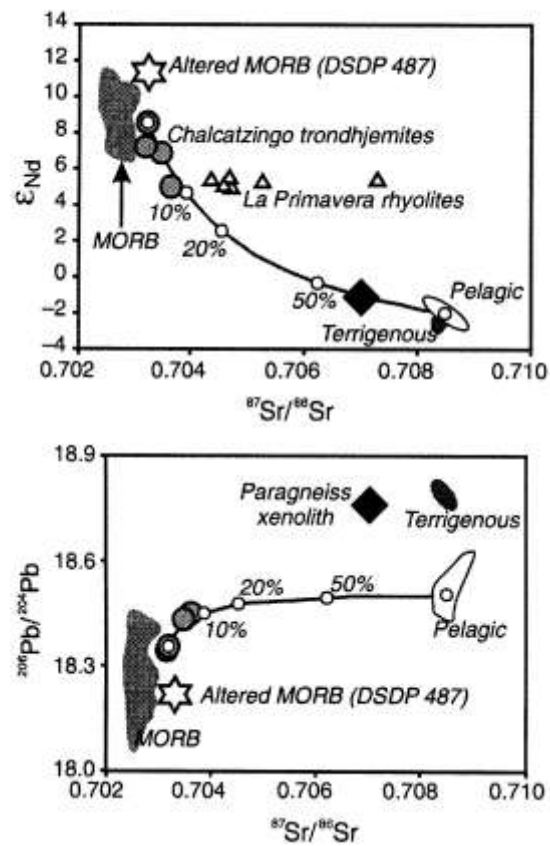 14
12
10
8
6
4
2
0
−2
−4
εNd
Altered MORB (DSDP 487)
Chalcatzingo trondhjemites
La Primavera rhyolites
10%
MORB
20%
50%
Pelagic
Terrigenous
0.702 0.704 0.706 0.708 0.710
⁸⁷Sr/⁸⁶Sr
18.9
18.6
18.3
18.0
²⁰⁶Pb/²⁰⁴Pb
Paragneiss
xenolith
Terrigenous
20%
50%
10%
Pelagic
Altered MORB (DSDP 487)
MORB
0.702 0.704 0.706 0.708 0.710
⁸⁷Sr/⁸⁶Sr